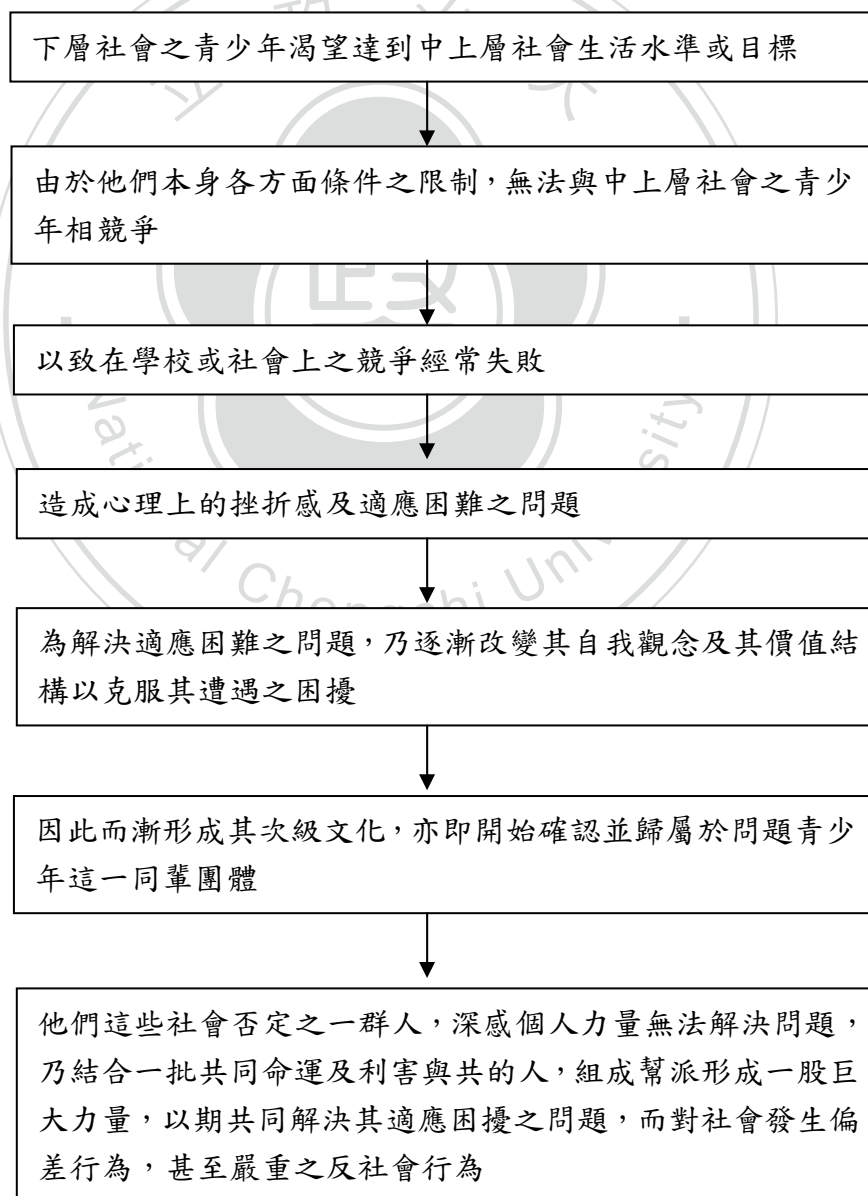 下層社會之青少年渴望達到中上層社會生活水準或目標
由於他們本身各方面條件之限制，無法與中上層社會之青少
年相競爭
以致在學校或社會上之競爭經常失敗
造成心理上的挫折感及適應困難之問題
為解決適應困難之問題，乃逐漸改變其自我觀念及其價值結
構以克服其遭遇之困擾
因此而漸形成其次級文化，亦即開始確認並歸屬於問題青少
年這一同輩團體
他們這些社會否定之一群人，深感個人力量無法解決問題，
乃結合一批共同命運及利害與共的人，組成幫派形成一股巨
大力量，以期共同解決其適應困擾之問題，而對社會發生偏
差行為，甚至嚴重之反社會行為